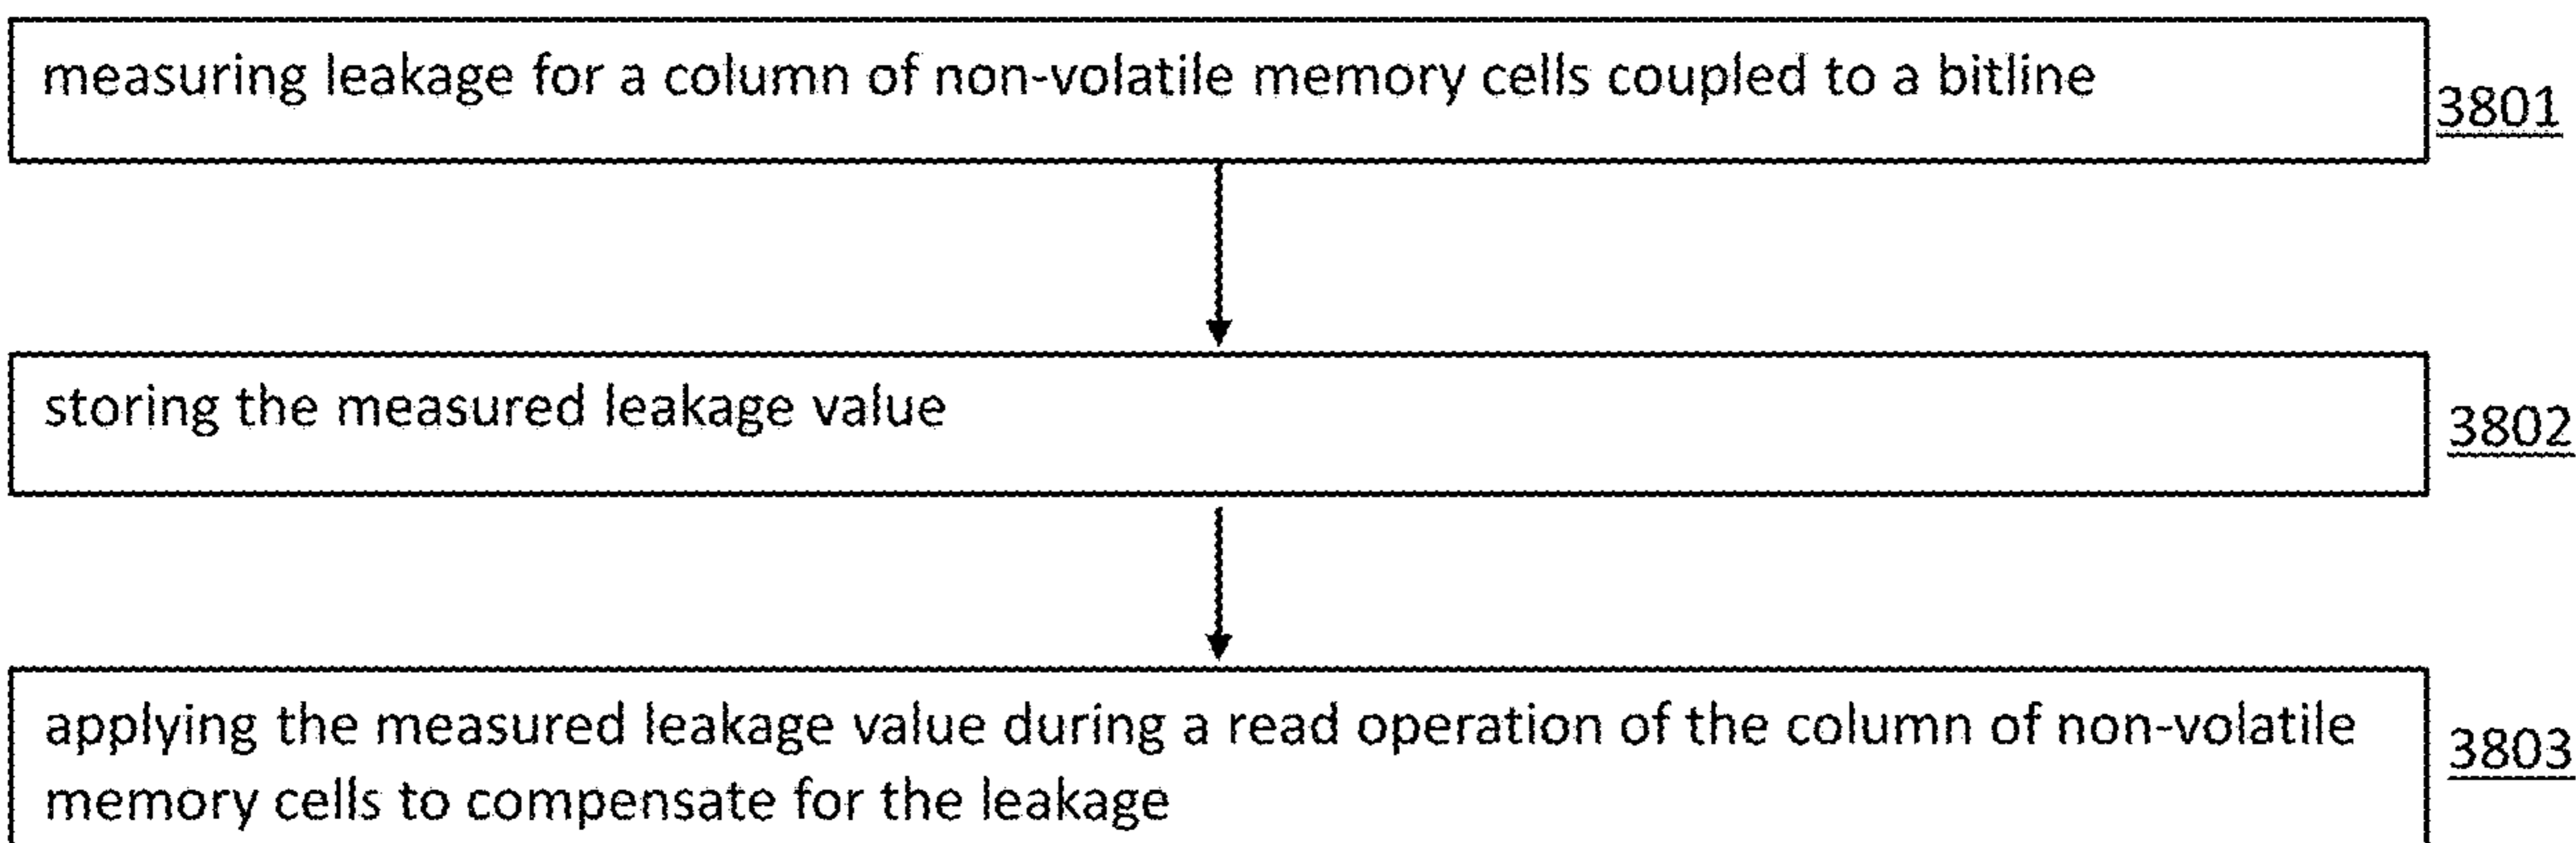 measuring leakage for a column of non-volatile memory cells coupled to a bitline
3801
storing the measured leakage value
3802
applying the measured leakage value during a read operation of the column of non-volatile
memory cells to compensate for the leakage
3803